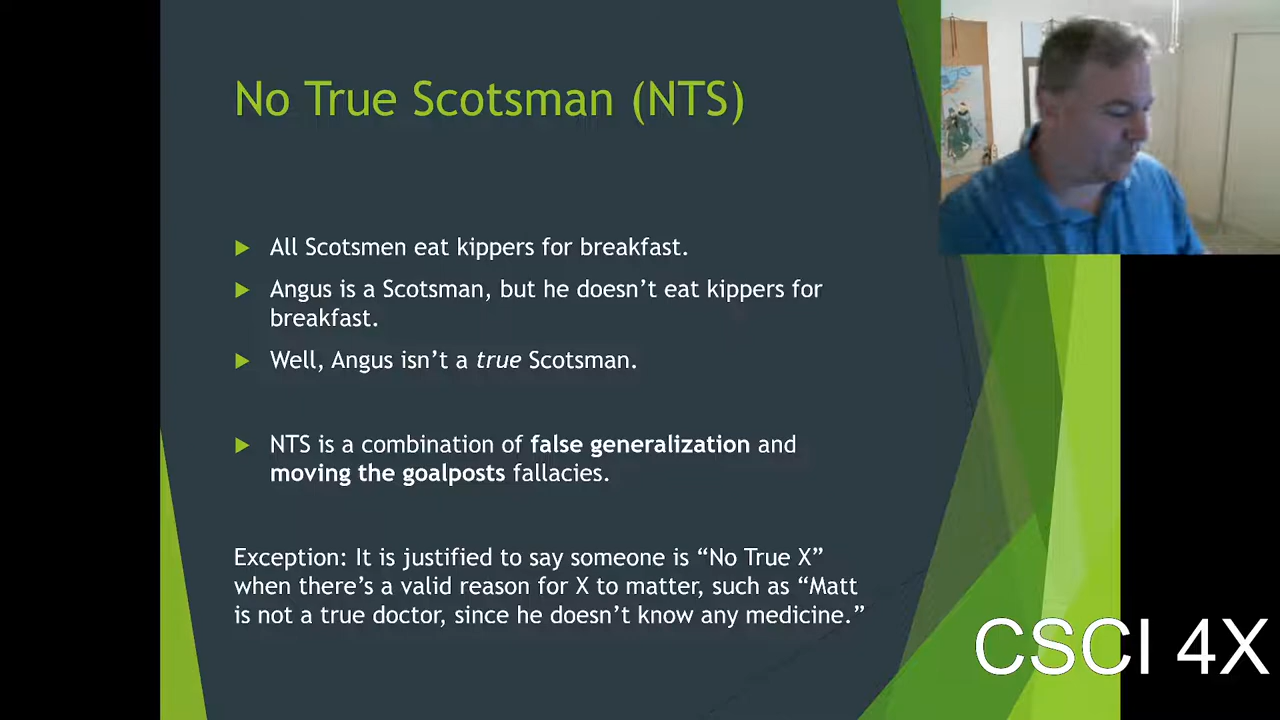 No True Scotsman (NTS)
All Scotsmen eat kippers for breakfast.
Angus is a Scotsman, but he doesn’t eat kippers for
breakfast.
Well, Angus isn’t a true Scotsman.
NTS is a combination of false generalization and
moving the goalposts fallacies.
Exception: It is justified to say someone is “No True X”
when there’s a valid reason for X to matter, such as “Matt
is not a true doctor, since he doesn’t know any medicine.”
CSCI 4X